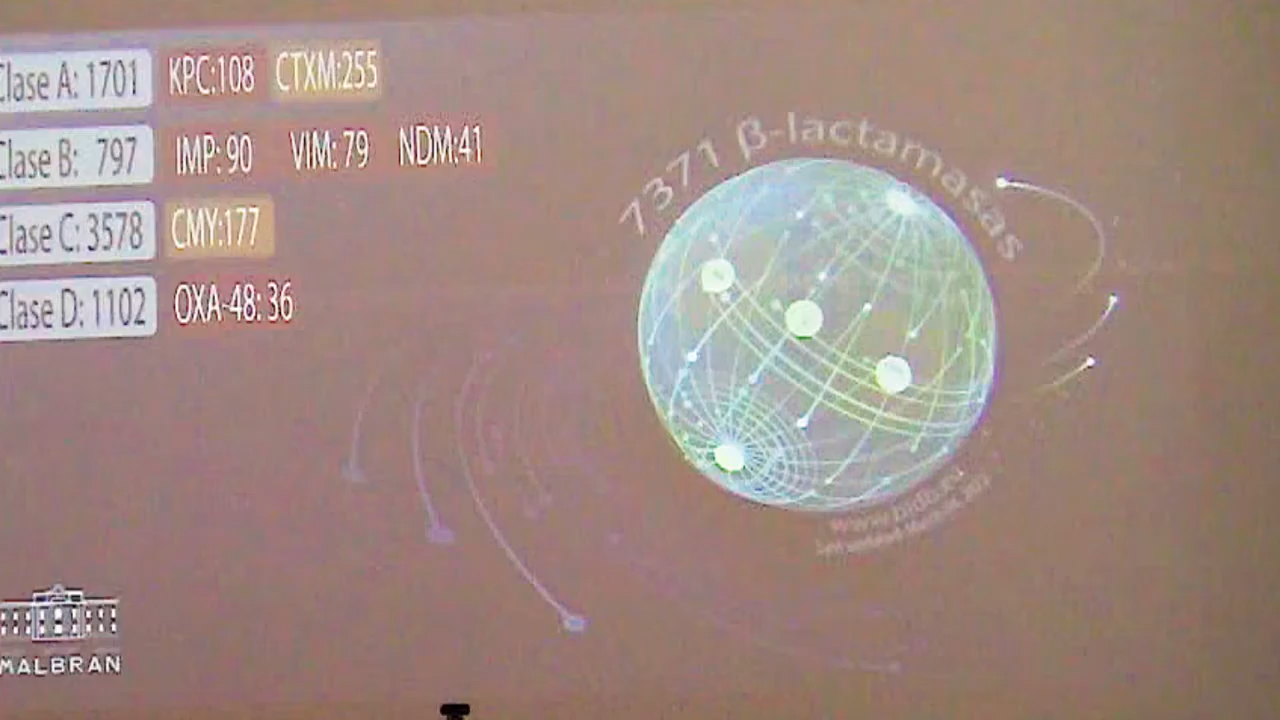 Clase A: 1701 KPC:108 CTXM:255
Clase B: 797 IMP: 90 VIM: 79 NDM:41
Clase C: 3578 CMY:177
Clase D: 1102 OXA-48: 36
7371 β-lactamasas
MALBRAN